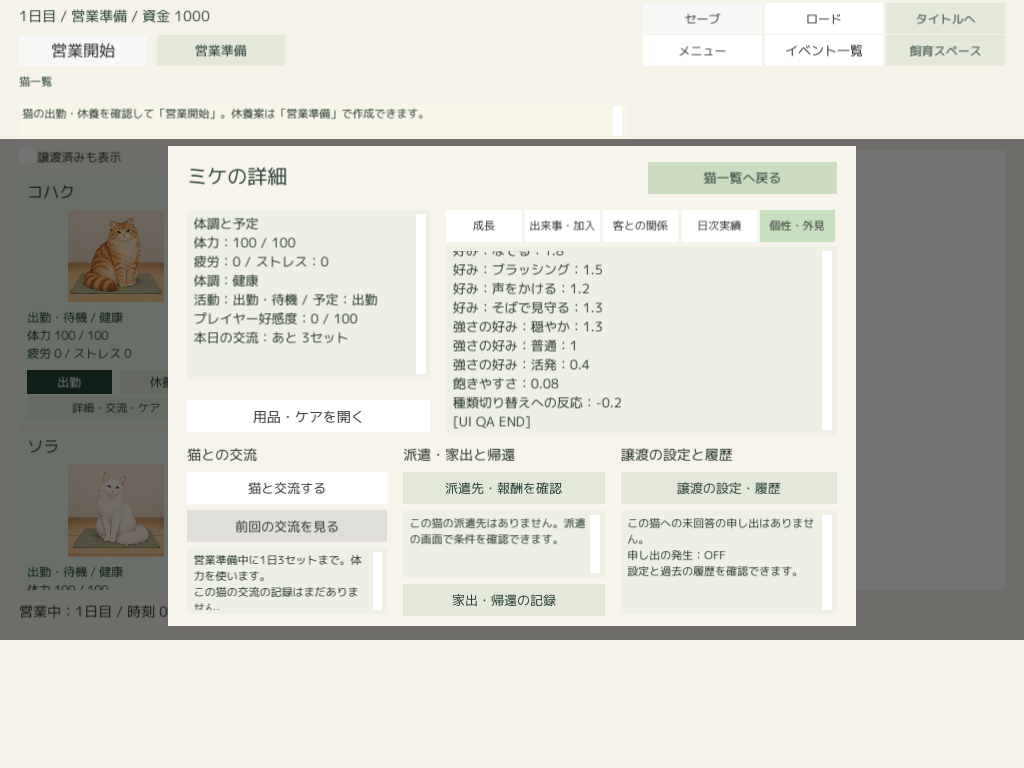 1日目 / 営業準備 / 資金 1000
セーブ
ロード
タイトルへ
営業開始
営業準備
メニュー
イベント一覧
飼育スペース
猫一覧
猫の出勤・休養を確認して「営業開始」。休養案は「営業準備」で作成できます。
譲渡済みも表示
コハク
出勤・待機 / 健康
体力 100 / 100
疲労 0 / ストレス 0
出勤
休養
詳細・交流・ケア
ソラ
出勤・待機 / 健康
体力 100 / 100
営業中：1日目 / 時刻 0
ミケの詳細
猫一覧へ戻る
体調と予定
体力：100 / 100
疲労：0 / ストレス：0
体調：健康
活動：出勤・待機 / 予定：出勤
プレイヤー好感度：0 / 100
本日の交流：あと 3セット
成長
出来事・加入
客との関係
日次実績
個性・外見
好み：なでる：1.8
好み：ブラッシング：1.5
好み：声をかける：1.2
好み：そばで見守る：1.3
強さの好み：穏やか：1.3
強さの好み：普通：1
強さの好み：活発：0.4
飽きやすさ：0.08
種類切り替えへの反応：-0.2
[UI QA END]
用品・ケアを開く
猫との交流
猫と交流する
前回の交流を見る
営業準備中に1日3セットまで。体
力を使います。
この猫の交流の記録はまだありま
せん。
派遣・家出と帰還
派遣先・報酬を確認
この猫の派遣先はありません。派遣
の画面で条件を確認できます。
家出・帰還の記録
譲渡の設定と履歴
譲渡の設定・履歴
この猫への未回答の申し出はありませ
ん。
申し出の発生：OFF
設定と過去の履歴を確認できます。